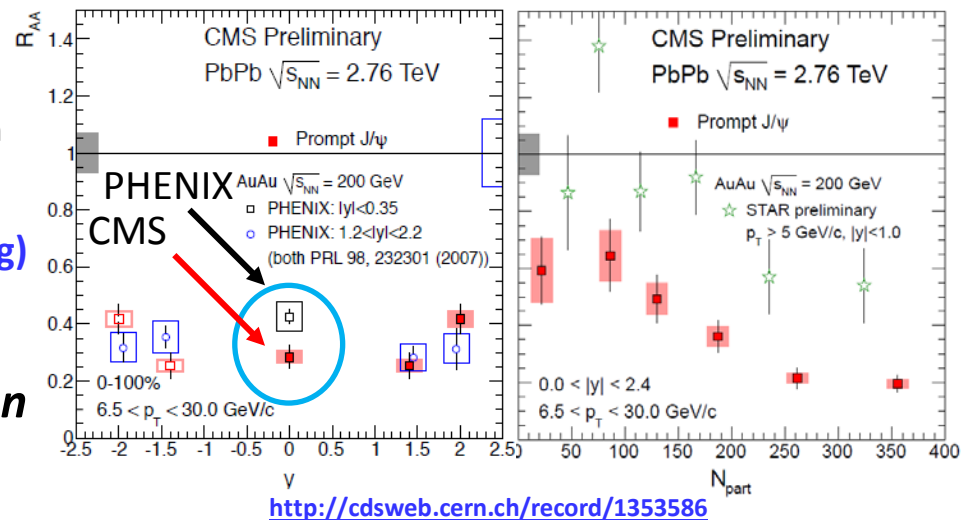 R_AA
1.4
1.2
1
0.8
0.6
0.4
0.2
0
CMS Preliminary
PbPb √s_NN = 2.76 TeV
Prompt J/ψ
PHENIX
CMS
AuAu √s_NN = 200 GeV
PHENIX: |y|<0.35
PHENIX: 1.2<|y|<2.2
(both PRL 98, 232301 (2007))
g)
n
0-100%
6.5 < p_T < 30.0 GeV/c
-2 -1.5 -1 -0.5 0 0.5 1 1.5 2 2.5
y
CMS Preliminary
PbPb √s_NN = 2.76 TeV
Prompt J/ψ
AuAu √s_NN = 200 GeV
STAR preliminary
p_T > 5 GeV/c, |y|<1.0
0.0 < |y| < 2.4
6.5 < p_T < 30.0 GeV/c
50 100 150 200 250 300 350 400
N_part
http://cdsweb.cern.ch/record/1353586